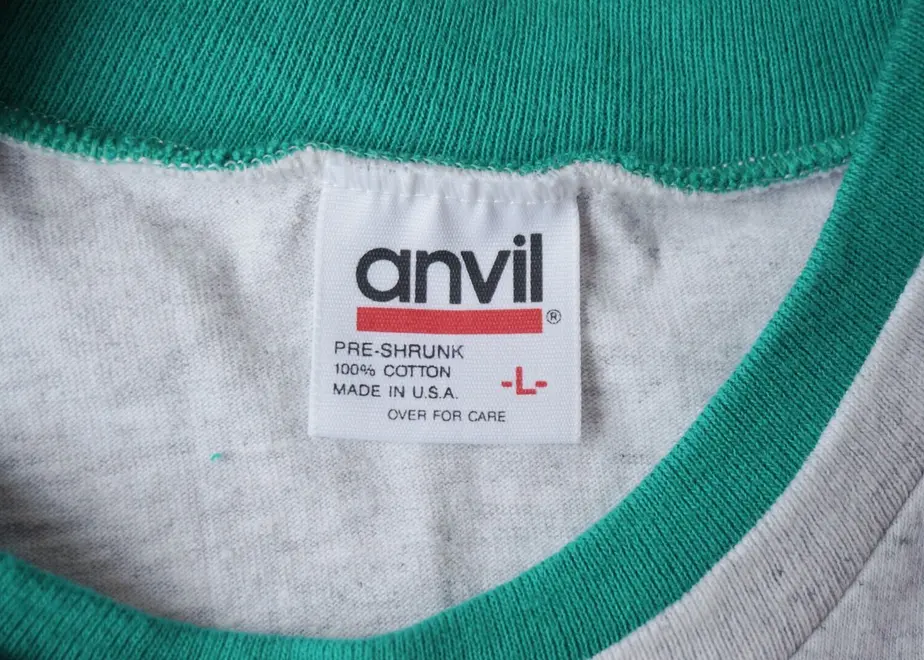 anvil®
PRE-SHRUNK
100% COTTON
MADE IN U.S.A.
-L-
OVER FOR CARE